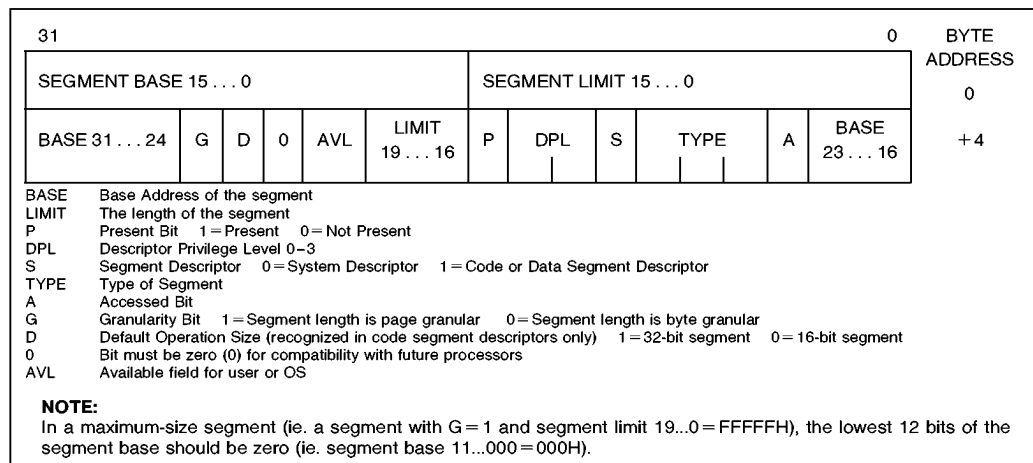 31 0 BYTE ADDRESS
SEGMENT BASE 15 . . . 0 SEGMENT LIMIT 15 . . . 0 0
BASE 31 . . . 24 G D 0 AVL LIMIT 19 . . . 16 P DPL S TYPE A BASE 23 . . . 16 +4
BASE Base Address of the segment
LIMIT The length of the segment
P Present Bit 1=Present 0=Not Present
DPL Descriptor Privilege Level 0–3
S Segment Descriptor 0=System Descriptor 1=Code or Data Segment Descriptor
TYPE Type of Segment
A Accessed Bit
G Granularity Bit 1=Segment length is page granular 0=Segment length is byte granular
D Default Operation Size (recognized in code segment descriptors only) 1=32-bit segment 0=16-bit segment
0 Bit must be zero (0) for compatibility with future processors
AVL Available field for user or OS
NOTE:
In a maximum-size segment (ie. a segment with G=1 and segment limit 19...0=FFFFFH), the lowest 12 bits of the
segment base should be zero (ie. segment base 11...000=000H).